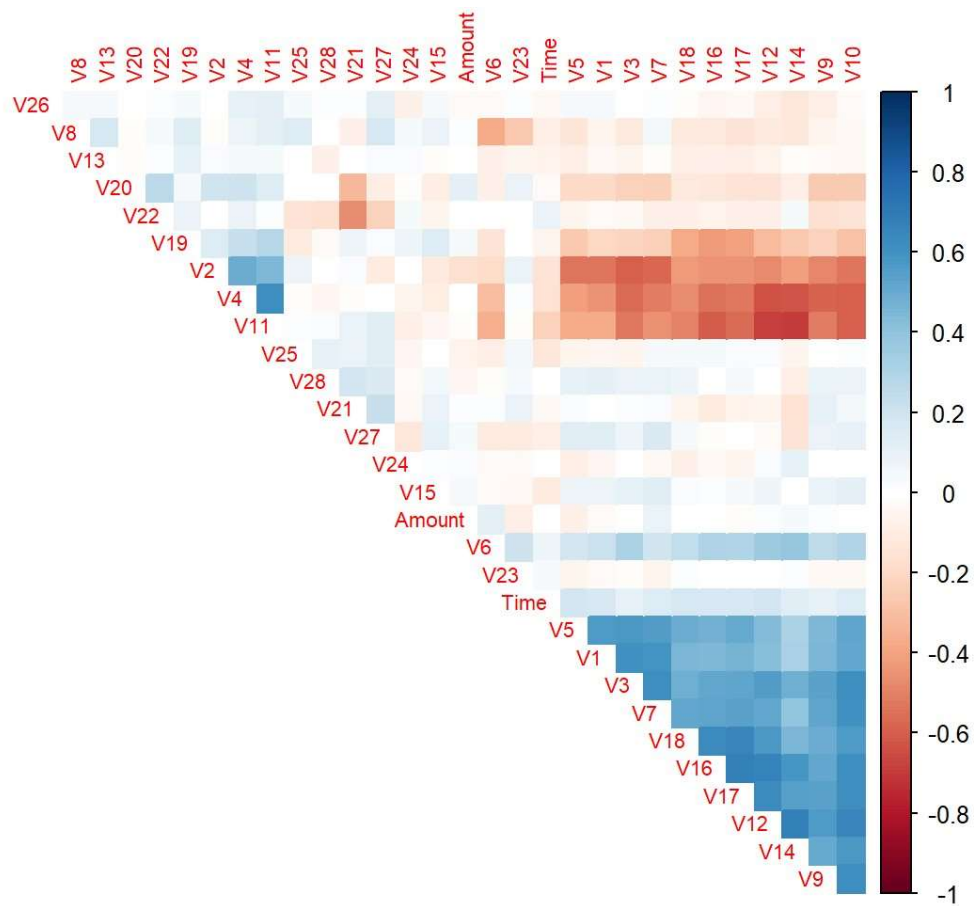 V8 V13 V20 V22 V19 V2 V4 V11 V25 V28 V21 V27 V24 V15 Amount V6 V23 Time V5 V1 V3 V7 V18 V16 V17 V12 V14 V9 V10
V26
V8
V13
V20
V22
V19
V2
V4
V11
V25
V28
V21
V27
V24
V15
Amount
V6
V23
Time
V5
V1
V3
V7
V18
V16
V17
V12
V14
V9
1
0.8
0.6
0.4
0.2
0
-0.2
-0.4
-0.6
-0.8
-1